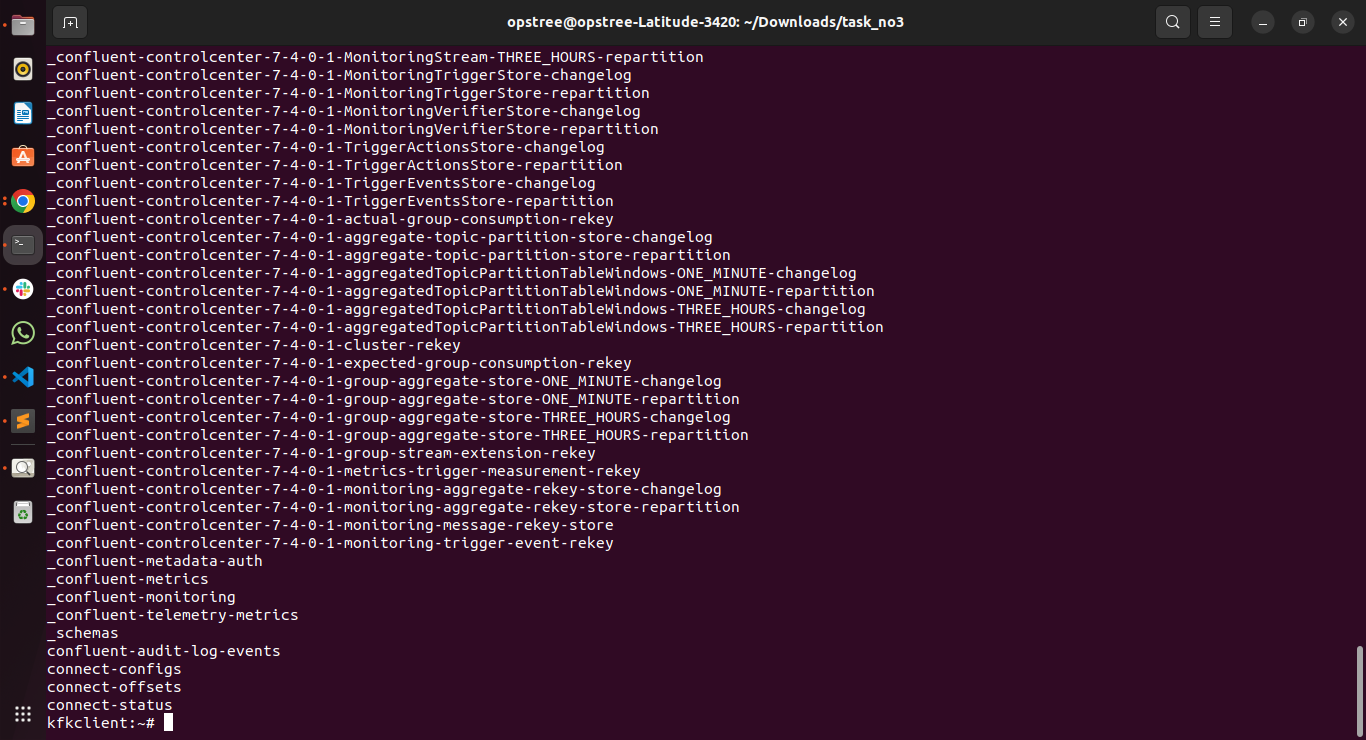 opstree@opstree-Latitude-3420: ~/Downloads/task_no3
_confluent-controlcenter-7-4-0-1-MonitoringStream-THREE_HOURS-repartition
_confluent-controlcenter-7-4-0-1-MonitoringTriggerStore-changelog
_confluent-controlcenter-7-4-0-1-MonitoringTriggerStore-repartition
_confluent-controlcenter-7-4-0-1-MonitoringVerifierStore-changelog
_confluent-controlcenter-7-4-0-1-MonitoringVerifierStore-repartition
_confluent-controlcenter-7-4-0-1-TriggerActionsStore-changelog
_confluent-controlcenter-7-4-0-1-TriggerActionsStore-repartition
_confluent-controlcenter-7-4-0-1-TriggerEventsStore-changelog
_confluent-controlcenter-7-4-0-1-TriggerEventsStore-repartition
_confluent-controlcenter-7-4-0-1-actual-group-consumption-rekey
_confluent-controlcenter-7-4-0-1-aggregate-topic-partition-store-changelog
_confluent-controlcenter-7-4-0-1-aggregate-topic-partition-store-repartition
_confluent-controlcenter-7-4-0-1-aggregatedTopicPartitionTableWindows-ONE_MINUTE-changelog
_confluent-controlcenter-7-4-0-1-aggregatedTopicPartitionTableWindows-ONE_MINUTE-repartition
_confluent-controlcenter-7-4-0-1-aggregatedTopicPartitionTableWindows-THREE_HOURS-changelog
_confluent-controlcenter-7-4-0-1-aggregatedTopicPartitionTableWindows-THREE_HOURS-repartition
_confluent-controlcenter-7-4-0-1-cluster-rekey
_confluent-controlcenter-7-4-0-1-expected-group-consumption-rekey
_confluent-controlcenter-7-4-0-1-group-aggregate-store-ONE_MINUTE-changelog
_confluent-controlcenter-7-4-0-1-group-aggregate-store-ONE_MINUTE-repartition
_confluent-controlcenter-7-4-0-1-group-aggregate-store-THREE_HOURS-changelog
_confluent-controlcenter-7-4-0-1-group-aggregate-store-THREE_HOURS-repartition
_confluent-controlcenter-7-4-0-1-group-stream-extension-rekey
_confluent-controlcenter-7-4-0-1-metrics-trigger-measurement-rekey
_confluent-controlcenter-7-4-0-1-monitoring-aggregate-rekey-store-changelog
_confluent-controlcenter-7-4-0-1-monitoring-aggregate-rekey-store-repartition
_confluent-controlcenter-7-4-0-1-monitoring-message-rekey-store
_confluent-controlcenter-7-4-0-1-monitoring-trigger-event-rekey
_confluent-metadata-auth
_confluent-metrics
_confluent-monitoring
_confluent-telemetry-metrics
_schemas
confluent-audit-log-events
connect-configs
connect-offsets
connect-status
kfkclient:~#